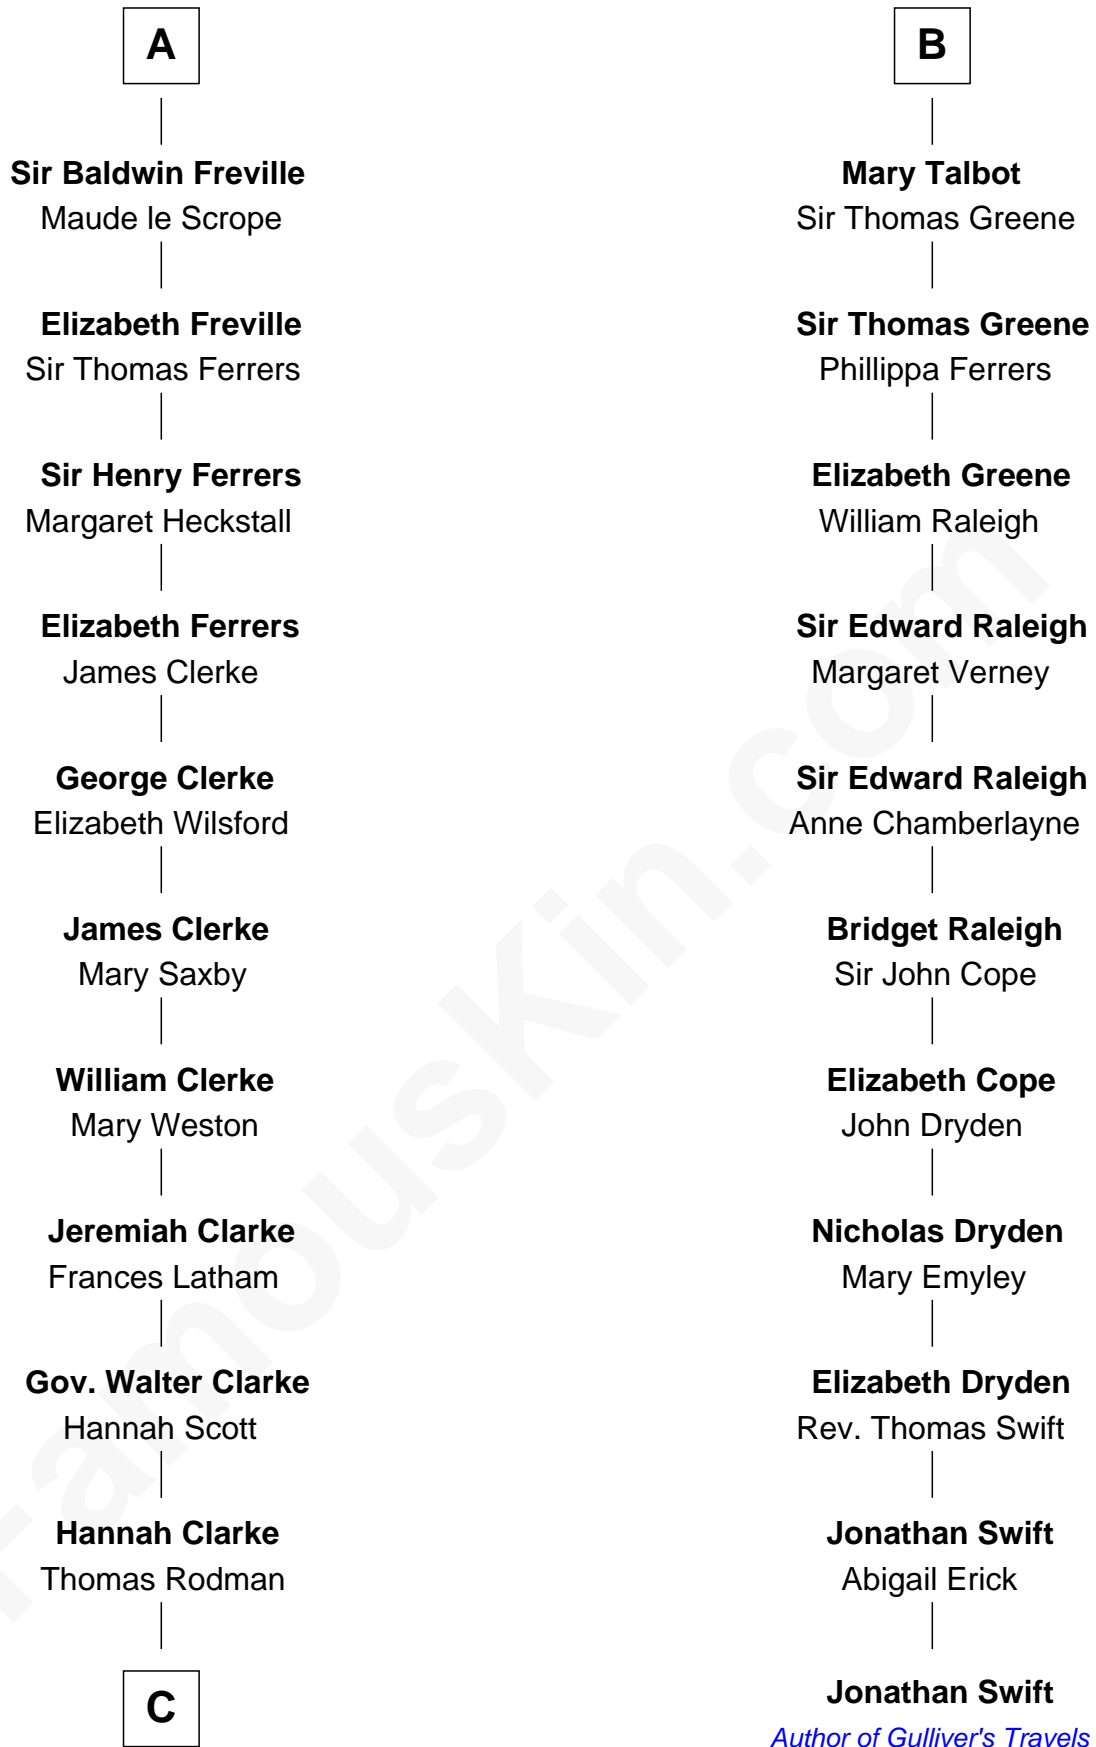 A
Sir Baldwin Freville
Maude le Scrope
Elizabeth Freville
Sir Thomas Ferrers
Sir Henry Ferrers
Margaret Heckstall
Elizabeth Ferrers
James Clerke
George Clerke
Elizabeth Wilsford
James Clerke
Mary Saxby
William Clerke
Mary Weston
Jeremiah Clarke
Frances Latham
Gov. Walter Clarke
Hannah Scott
Hannah Clarke
Thomas Rodman
C
B
Mary Talbot
Sir Thomas Greene
Sir Thomas Greene
Phillippa Ferrers
Elizabeth Greene
William Raleigh
Sir Edward Raleigh
Margaret Verney
Sir Edward Raleigh
Anne Chamberlayne
Bridget Raleigh
Sir John Cope
Elizabeth Cope
John Dryden
Nicholas Dryden
Mary Emyley
Elizabeth Dryden
Rev. Thomas Swift
Jonathan Swift
Abigail Erick
Jonathan Swift
Author of Gulliver's Travels
FamousKin.com